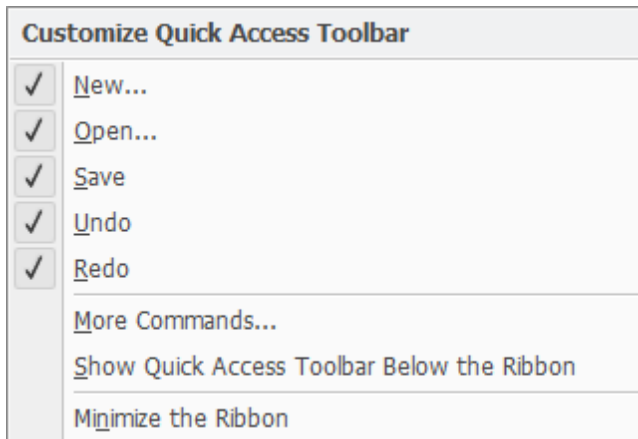 Customize Quick Access Toolbar
New...
Open...
Save
Undo
Redo
More Commands...
Show Quick Access Toolbar Below the Ribbon
Minimize the Ribbon